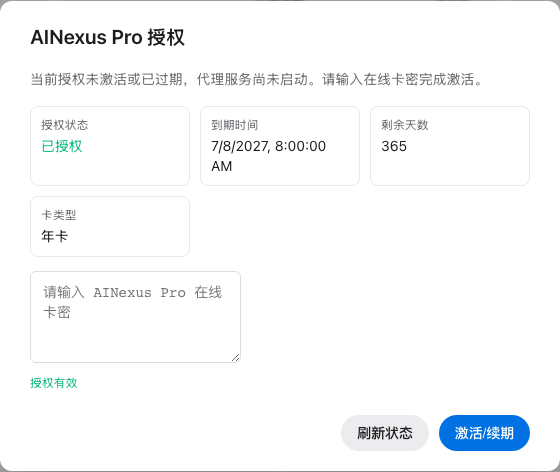 AINexus Pro 授权
当前授权未激活或已过期，代理服务尚未启动。请输入在线卡密完成激活。
授权状态
已授权
到期时间
7/8/2027, 8:00:00
AM
剩余天数
365
卡类型
年卡
请输入 AINexus Pro 在线
卡密
授权有效
刷新状态
激活/续期